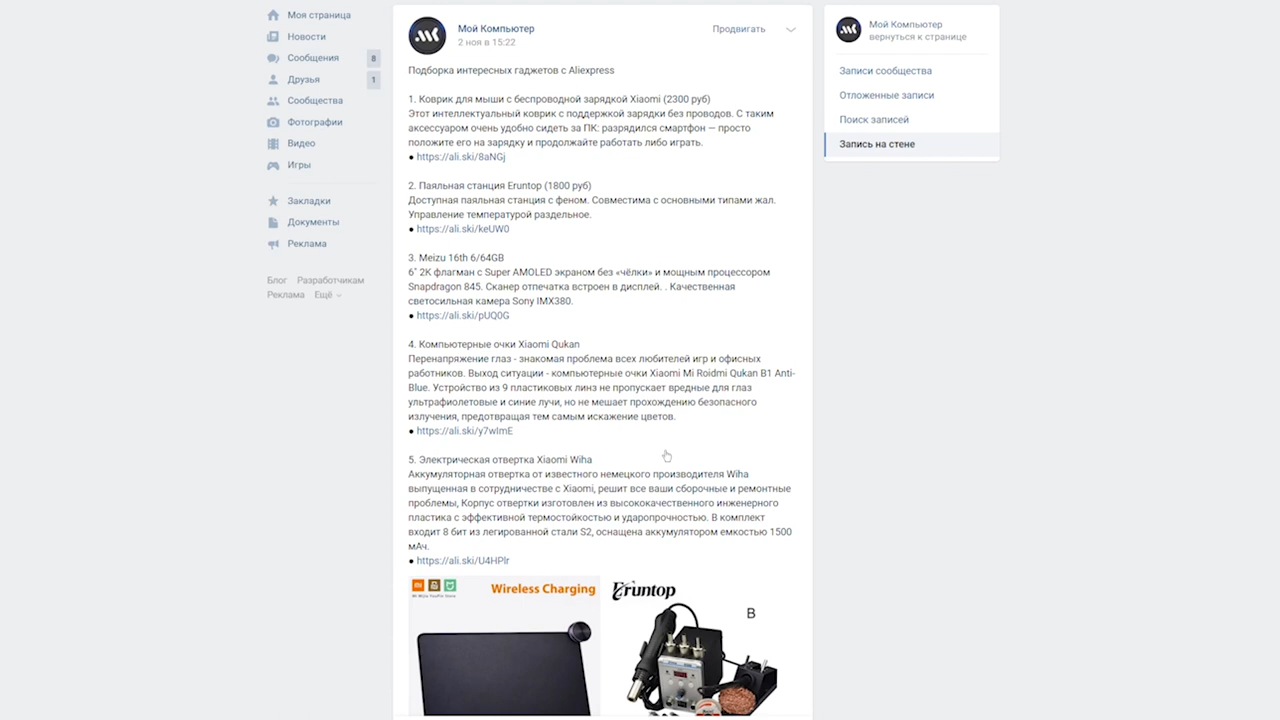 Моя страница
Новости
Сообщения 8
Друзья 1
Сообщества
Фотографии
Видео
Игры
Закладки
Документы
Реклама
Блог Разработчикам
Реклама Ещё
Мой Компьютер
2 ноя в 15:22
Продвигать
Подборка интересных гаджетов с Aliexpress
1. Коврик для мыши с беспроводной зарядкой Xiaomi (2300 руб)
Этот интеллектуальный коврик с поддержкой зарядки без проводов. С таким
аксессуаром очень удобно сидеть за ПК: разрядился смартфон — просто
положите его на зарядку и продолжайте работать либо играть.
● https://ali.ski/8aNGj
2. Паяльная станция Eruntop (1800 руб)
Доступная паяльная станция с феном. Совместима с основными типами жал.
Управление температурой раздельное.
● https://ali.ski/keUW0
3. Meizu 16th 6/64GB
6" 2К флагман с Super AMOLED экраном без «чёлки» и мощным процессором
Snapdragon 845. Сканер отпечатка встроен в дисплей. . Качественная
светосильная камера Sony IMX380.
● https://ali.ski/pUQ0G
4. Компьютерные очки Xiaomi Qukan
Перенапряжение глаз - знакомая проблема всех любителей игр и офисных
работников. Выход ситуации - компьютерные очки Xiaomi Mi Roidmi Qukan B1 Anti-
Blue. Устройство из 9 пластиковых линз не пропускает вредные для глаз
ультрафиолетовые и синие лучи, но не мешает прохождению безопасного
излучения, предотвращая тем самым искажение цветов.
● https://ali.ski/y7wImE
5. Электрическая отвертка Xiaomi Wiha
Аккумуляторная отвертка от известного немецкого производителя Wiha
выпущенная в сотрудничестве с Xiaomi, решит все ваши сборочные и ремонтные
проблемы, Корпус отвертки изготовлен из высококачественного инженерного
пластика с эффективной термостойкостью и ударопрочностью. В комплект
входит 8 бит из легированной стали S2, оснащена аккумулятором емкостью 1500
мАч.
● https://ali.ski/U4HPlr
Wireless Charging
Eruntop
B
Мой Компьютер
вернуться к странице
Записи сообщества
Отложенные записи
Поиск записей
Запись на стене